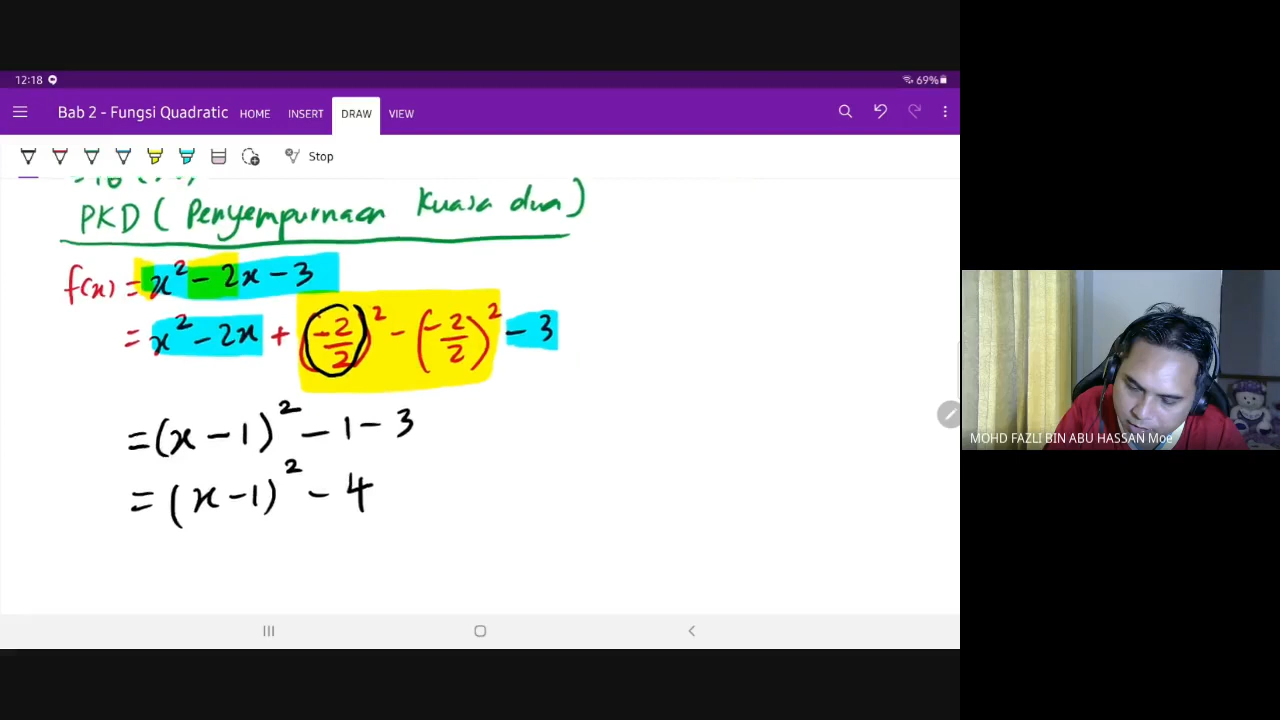 12:18 69%
Bab 2 - Fungsi Quadratic HOME INSERT DRAW VIEW
Stop
PKD ( Penyempurnaan Kuasa dua )
f(x) = x² - 2x - 3
= x² - 2x + (-2/2)² - (-2/2)² - 3
= (x - 1)² - 1 - 3
= (x - 1)² - 4
MOHD FAZLI BIN ABU HASSAN Moe